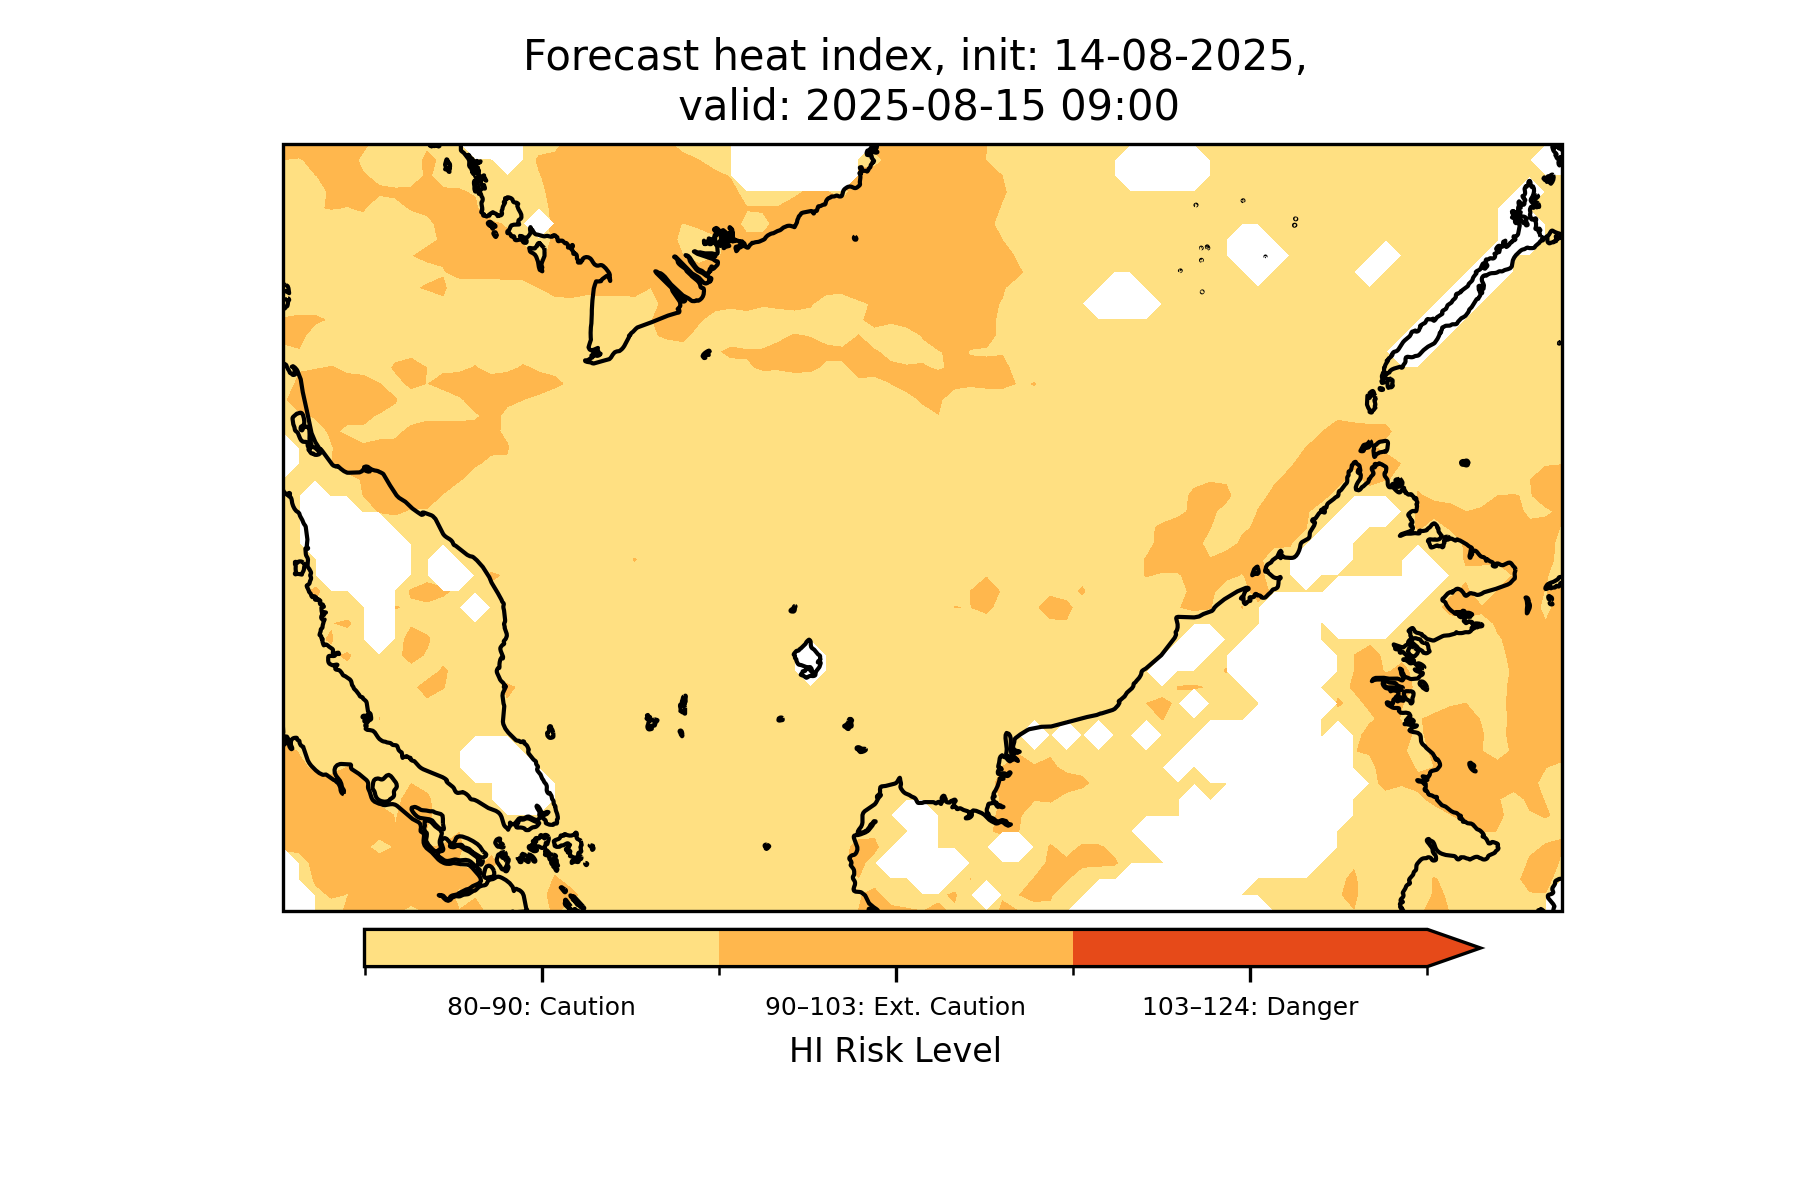 Forecast heat index, init: 14-08-2025,
valid: 2025-08-15 09:00
80–90: Caution
90–103: Ext. Caution
103–124: Danger
HI Risk Level